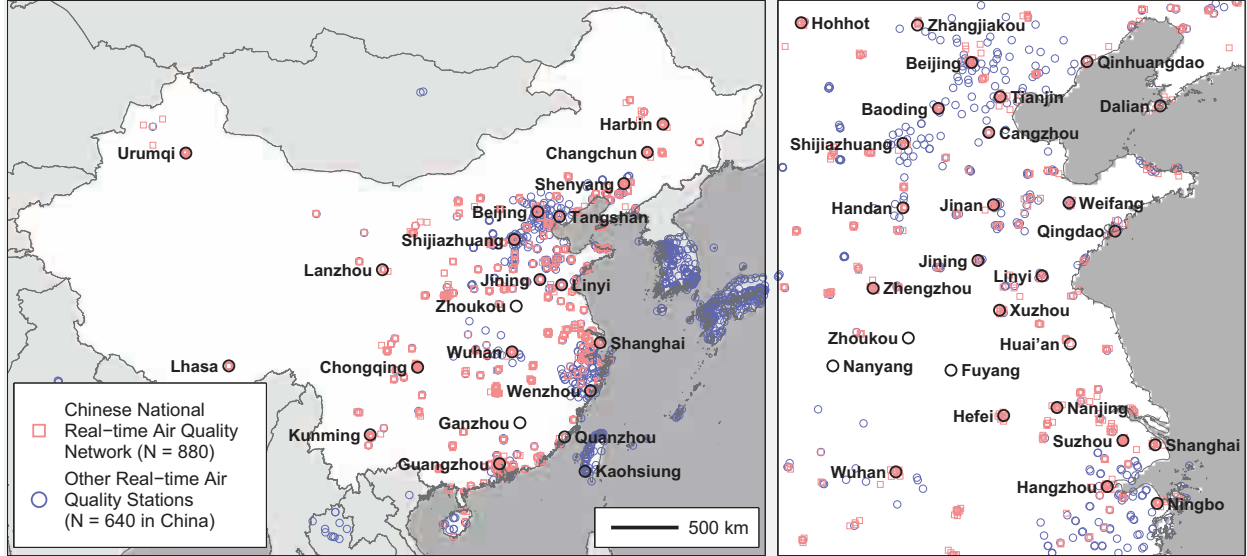 Harbin
Urumqi
Changchun
Shenyang
Beijing
Tangshan
Shijiazhuang
Lanzhou
Jining
Linyi
Zhoukou
Shanghai
Wuhan
Lhasa
Chongqing
Wenzhou
Ganzhou
Kunming
Quanzhou
Guangzhou
Kaohsiung
Chinese National
Real−time Air Quality
Network (N = 880)
Other Real−time Air
Quality Stations
(N = 640 in China)
500 km
Hohhot
Zhangjiakou
Beijing
Qinhuangdao
Tianjin
Baoding
Dalian
Cangzhou
Shijiazhuang
Handan
Jinan
Weifang
Qingdao
Jining
Linyi
Zhengzhou
Xuzhou
Zhoukou
Huai'an
Nanyang
Fuyang
Hefei
Nanjing
Suzhou
Shanghai
Wuhan
Hangzhou
Ningbo